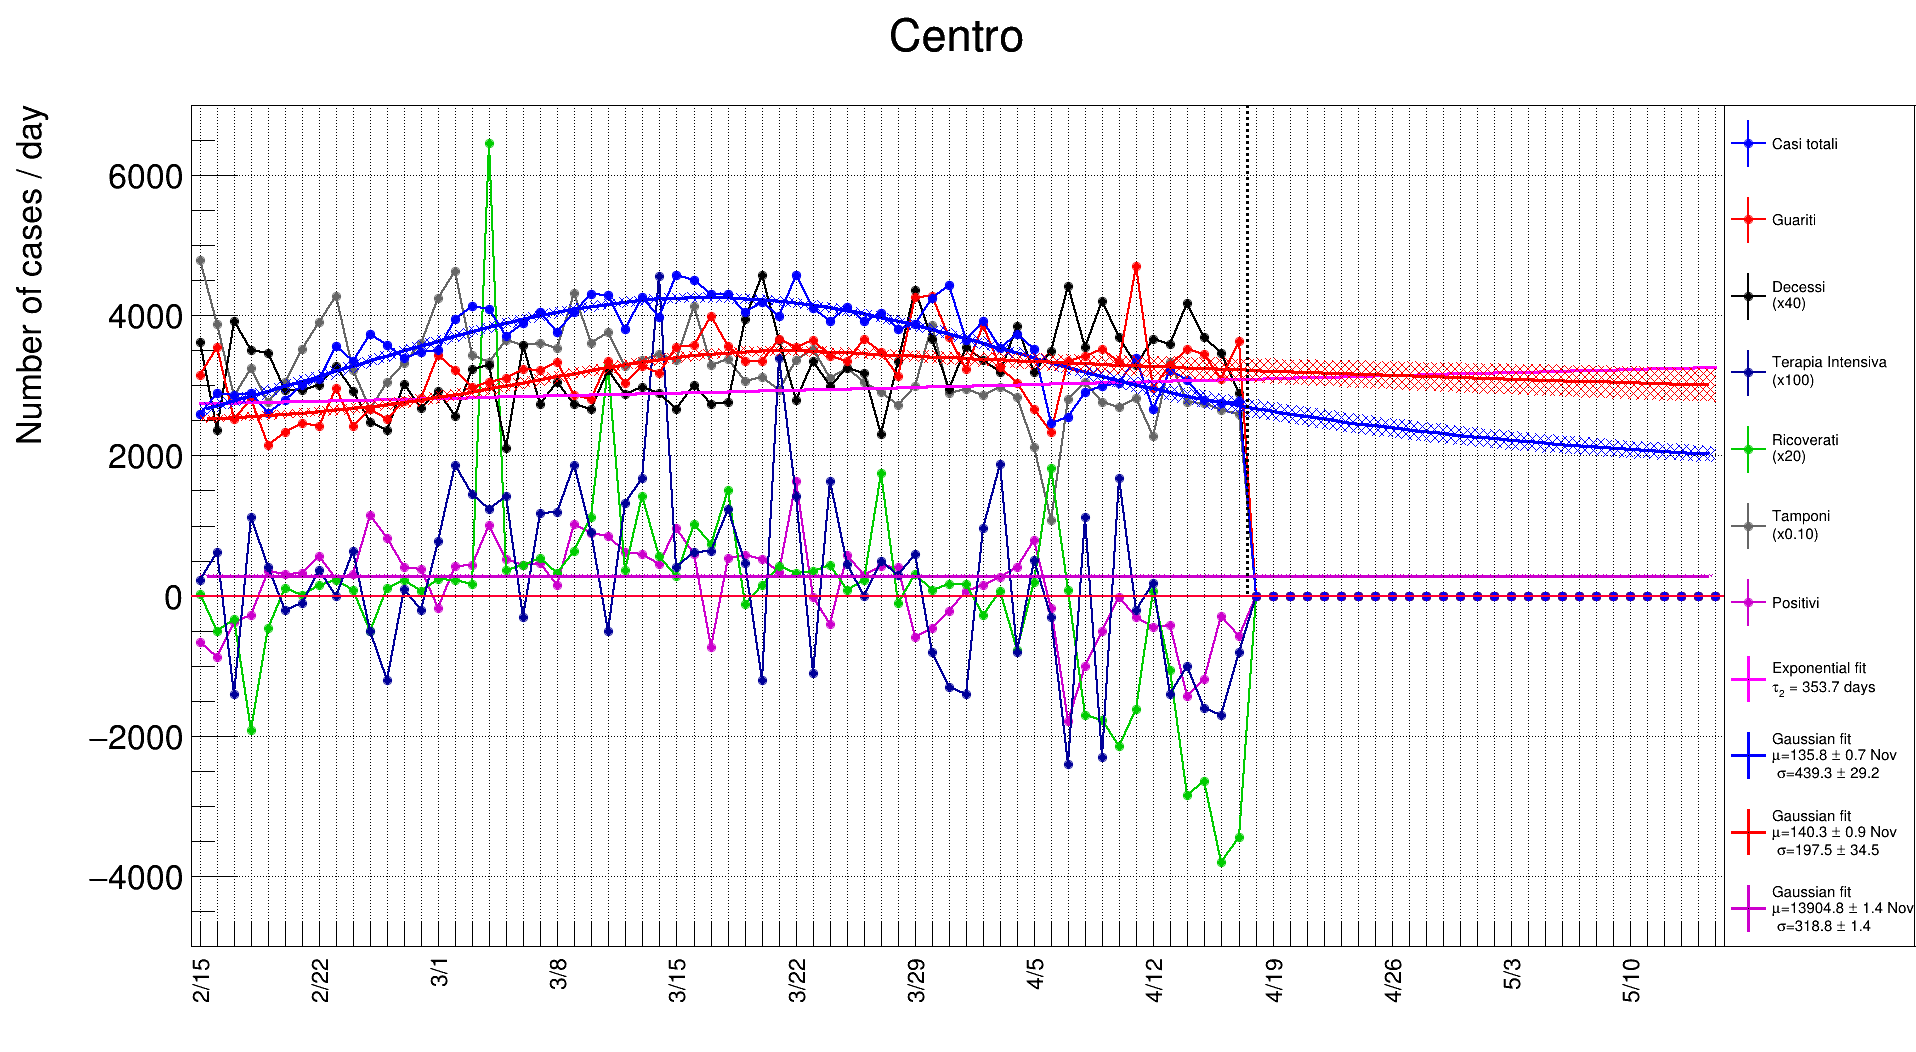 Centro
Number of cases / day
6000
4000
2000
0
−2000
−4000
2/15
2/22
3/1
3/8
3/15
3/22
3/29
4/5
4/12
4/19
4/26
5/3
5/10
Casi totali
Guariti
Decessi
(x40)
Terapia Intensiva
(x100)
Ricoverati
(x20)
Tamponi
(x0.10)
Positivi
Exponential fit
τ2 = 353.7 days
Gaussian fit
μ=135.8 ± 0.7 Nov
σ=439.3 ± 29.2
Gaussian fit
μ=140.3 ± 0.9 Nov
σ=197.5 ± 34.5
Gaussian fit
μ=13904.8 ± 1.4 Nov
σ=318.8 ± 1.4